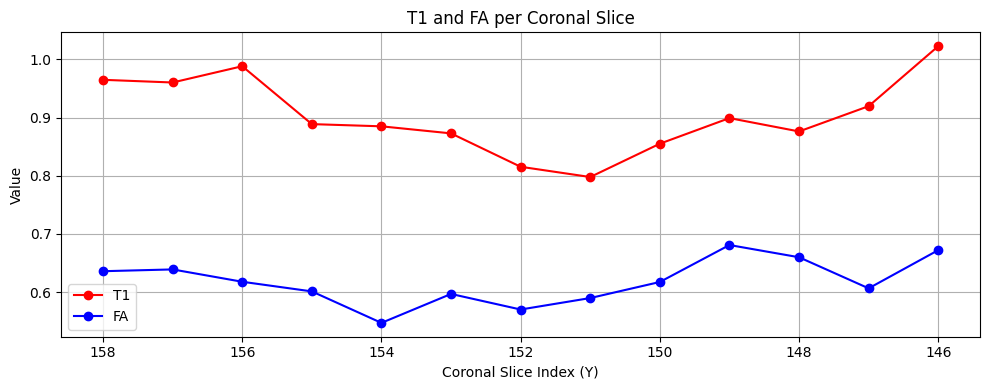 T1 and FA per Coronal Slice
Value
1.0
0.9
0.8
0.7
0.6
T1
FA
158
156
154
152
150
148
146
Coronal Slice Index (Y)